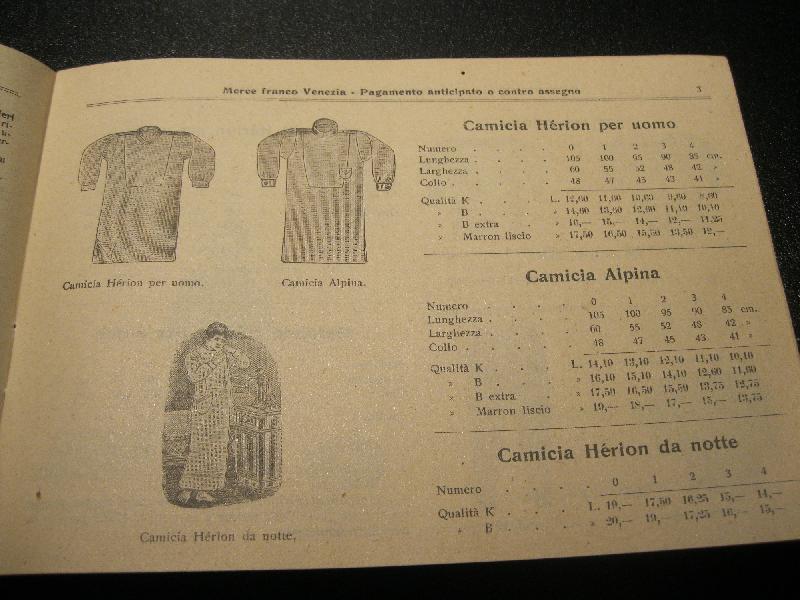 Merce franco Venezia - Pagamento anticipato o contro assegno 3
Camicia Hérion per uomo.
Camicia Alpina.
Camicia Hérion da notte.
Camicia Hérion per uomo
Numero . . . . 0 1 2 3 4
Lunghezza . . . . 105 100 95 90 85 cm.
Larghezza . . . . 60 55 52 48 42 »
Collo . . . . . 48 47 45 43 41 »
Qualità K . . . L. 12,60 11,60 10,60 9,60 8,60
» B . . . » 14,60 13,60 12,60 11,10 10,10
» B extra . » 16,— 15,— 14,— 12,— 11,25
» Marron liscio » 17,50 16,50 15,50 13,50 12,—
Camicia Alpina
Numero . . . . 0 1 2 3 4
Lunghezza . . . . 105 100 95 90 85 cm.
Larghezza . . . . 60 55 52 48 42 »
Collo . . . . . 48 47 45 43 41 »
Qualità K . . . L. 14,10 13,10 12,10 11,10 10,10
» B . . . » 16,10 15,10 14,10 12,60 11,60
» B extra . » 17,50 16,50 15,50 13,75 12,75
» Marron liscio » 19,— 18,— 17,— 15,— 13,75
Camicia Hérion da notte
Numero . . . . 0 1 2 3 4
Qualità K . . . L. 19,— 17,50 16,25 15,— 14,—
» B . . . » 20,— 19,— 17,25 16,— 15,—